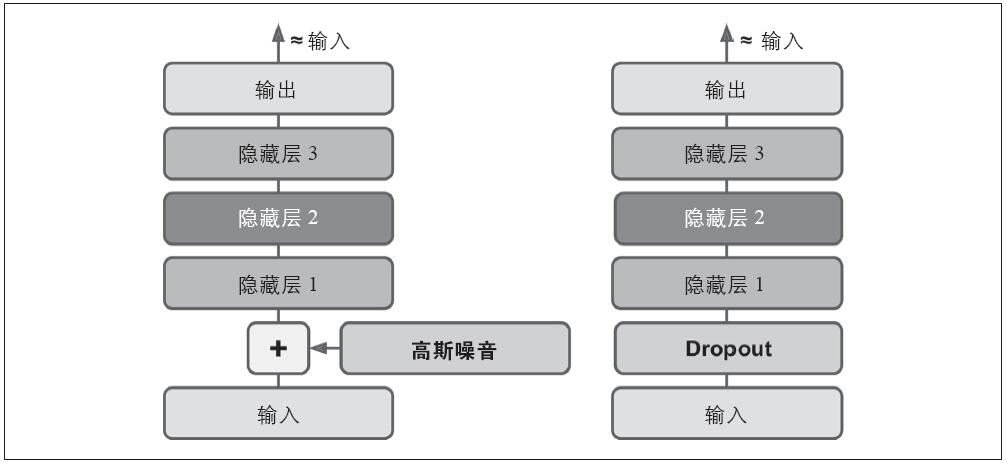 ≈ 输入
输出
隐藏层 3
隐藏层 2
隐藏层 1
+
高斯噪音
输入
≈ 输入
输出
隐藏层 3
隐藏层 2
隐藏层 1
Dropout
输入